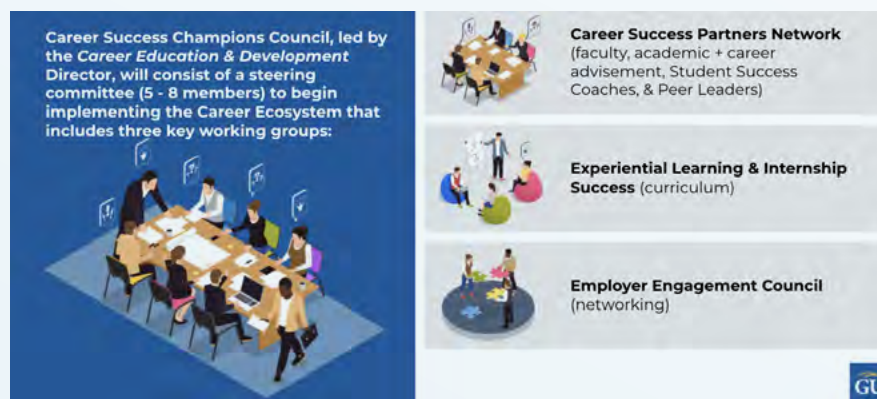 Career Success Champions Council, led by
the Career Education & Development
Director, will consist of a steering
committee (5 - 8 members) to begin
implementing the Career Ecosystem that
includes three key working groups:
Career Success Partners Network
(faculty, academic + career
advisement, Student Success
Coaches, & Peer Leaders)
Experiential Learning & Internship
Success (curriculum)
Employer Engagement Council
(networking)
GU